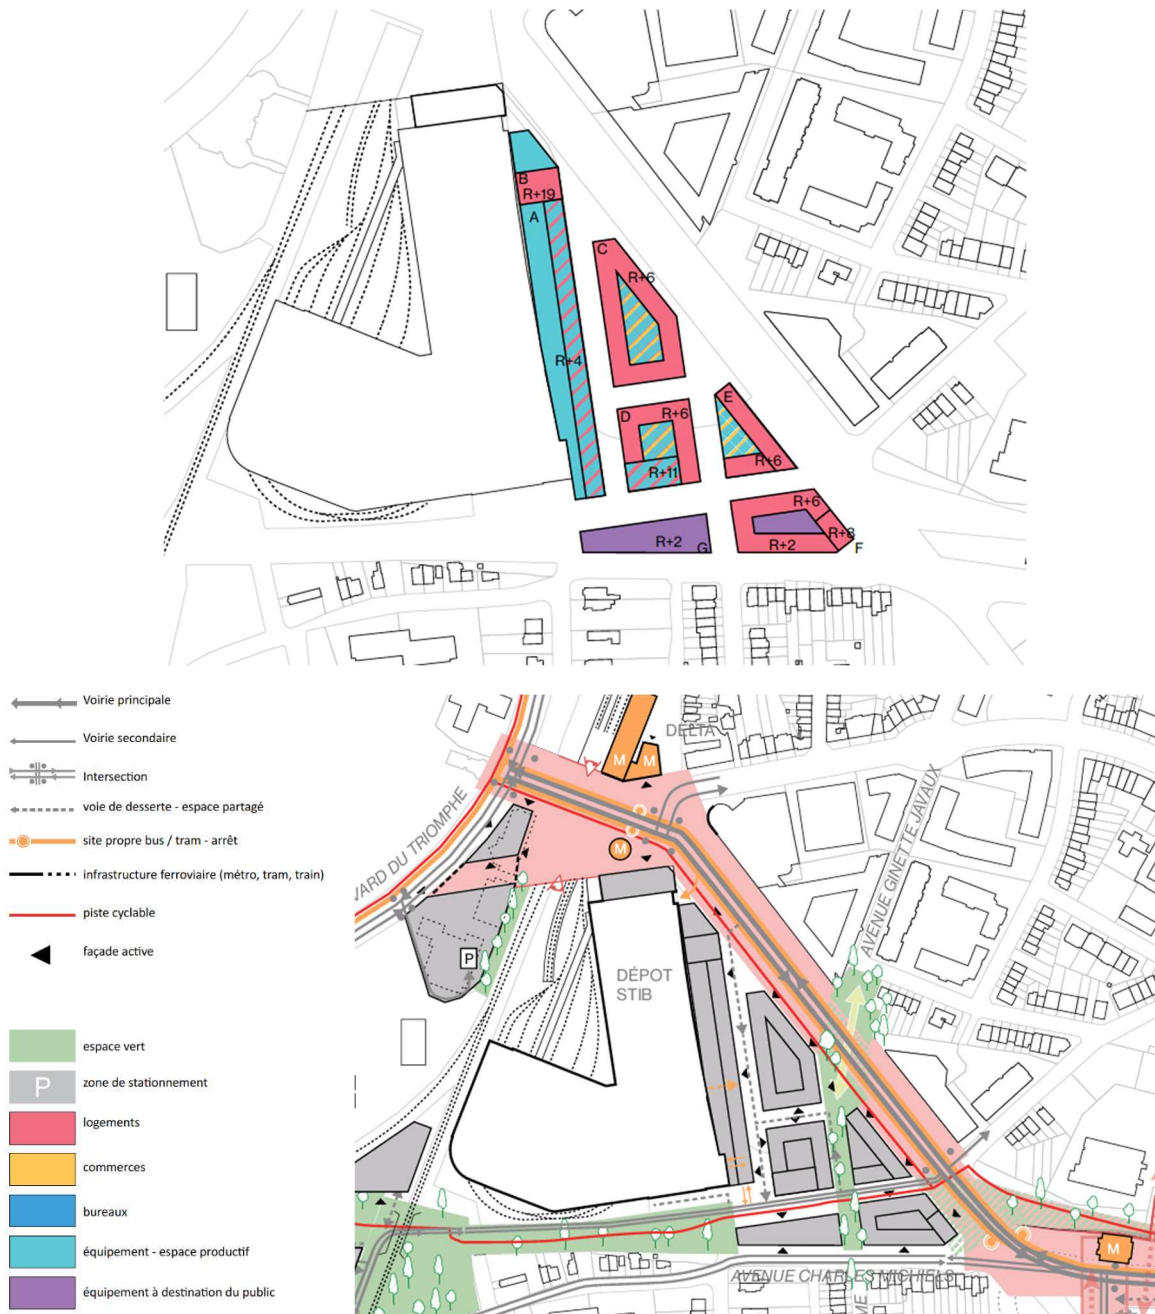 B
R+19
A
C
R+6
R+4
E
D
R+6
R+6
R+11
R+6
R+8
R+2
G
R+2
F
Voirie principale
Voirie secondaire
Intersection
voie de desserte - espace partagé
site propre bus / tram - arrêt
infrastructure ferroviaire (métro, tram, train)
piste cyclable
façade active
espace vert
P
zone de stationnement
logements
commerces
bureaux
équipement - espace productif
équipement à destination du public
DELTA
M
M
M
VARD DU TRIOMPHE
AVENUE GINETTE JAVAUX
P
DÉPOT
STIB
M
AVENUE CHARLES MICHIELS